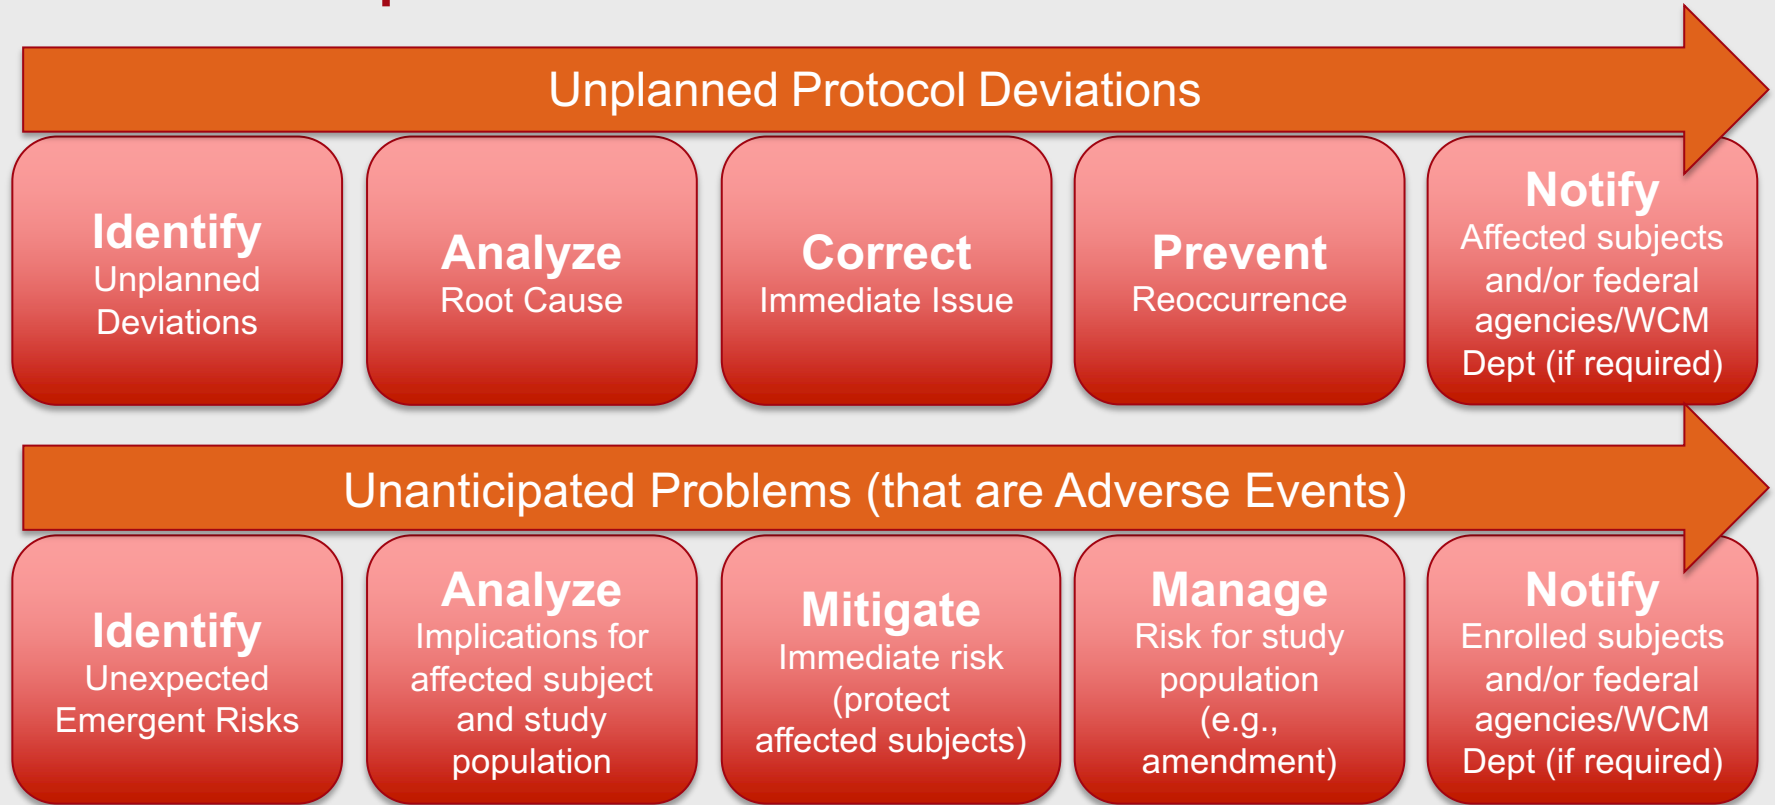 Unplanned Protocol Deviations
Identify
Unplanned
Deviations
Analyze
Root Cause
Correct
Immediate Issue
Prevent
Reoccurrence
Notify
Affected subjects
and/or federal
agencies/WCM
Dept (if required)
Unanticipated Problems (that are Adverse Events)
Identify
Unexpected
Emergent Risks
Analyze
Implications for
affected subject
and study
population
Mitigate
Immediate risk
(protect
affected subjects)
Manage
Risk for study
population
(e.g.,
amendment)
Notify
Enrolled subjects
and/or federal
agencies/WCM
Dept (if required)